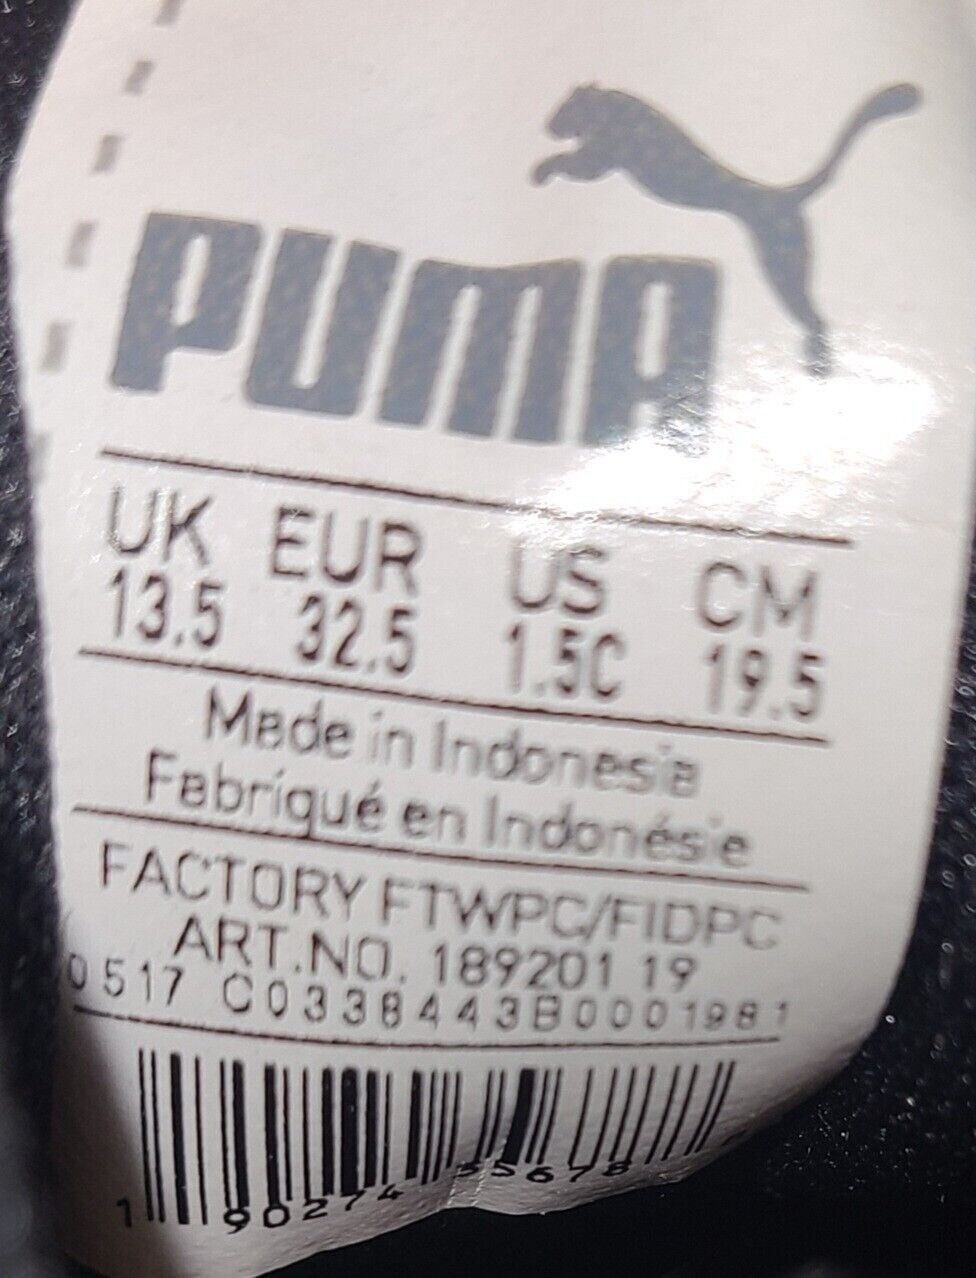 PUMA
UK EUR US CM
13.5 32.5 1.5C 19.5
Made in Indonesia
Fabriqué en Indonésie
FACTORY FTWPC/FIDPC
ART.NO. 189201 19
0517 C0338443B0001981
1 90274 55678